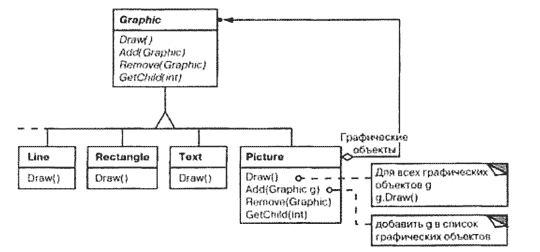 Graphic
Draw()
Add(Graphic)
Remove(Graphic)
GetChild(int)
Графические
объекты
Line
Draw()
Rectangle
Draw()
Text
Draw()
Picture
Draw()
Add(Graphic g)
Remove(Graphic)
GetChild(int)
Для всех графических
объектов g
g.Draw()
добавить g в список
графических объектов